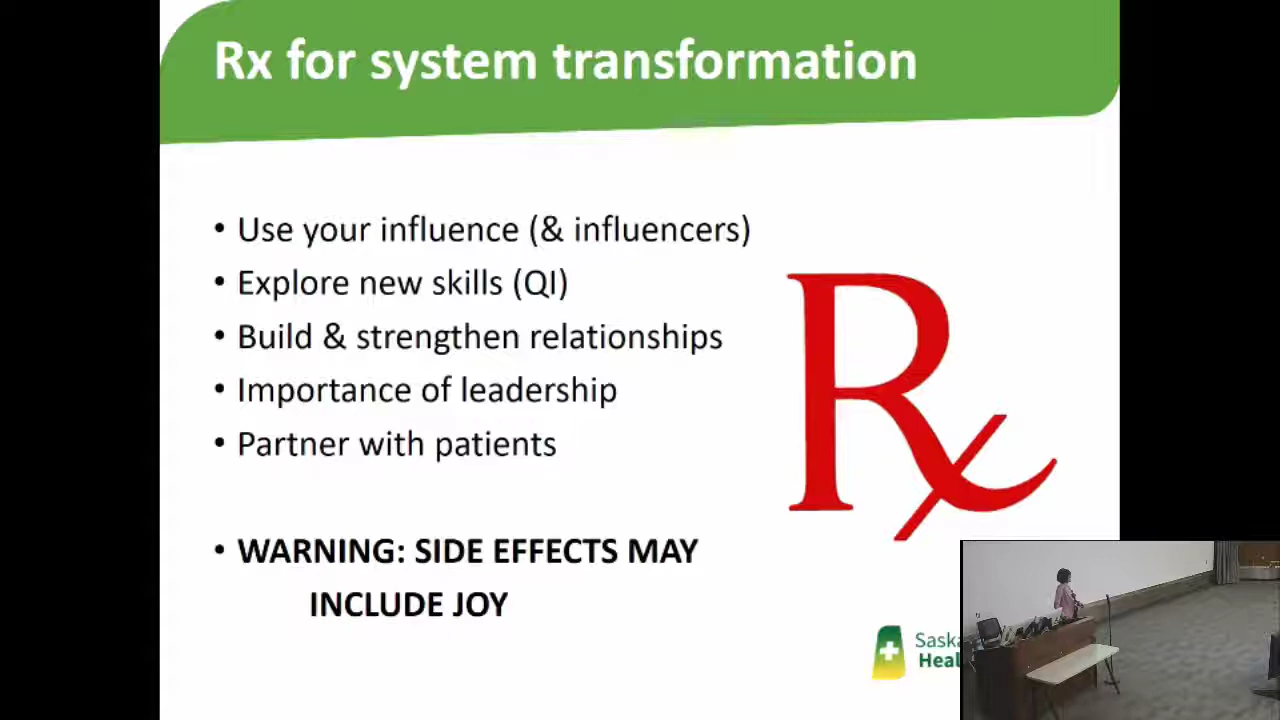 Rx for system transformation
• Use your influence (& influencers)
• Explore new skills (QI)
• Build & strengthen relationships
• Importance of leadership
• Partner with patients
• WARNING: SIDE EFFECTS MAY
INCLUDE JOY
Rx